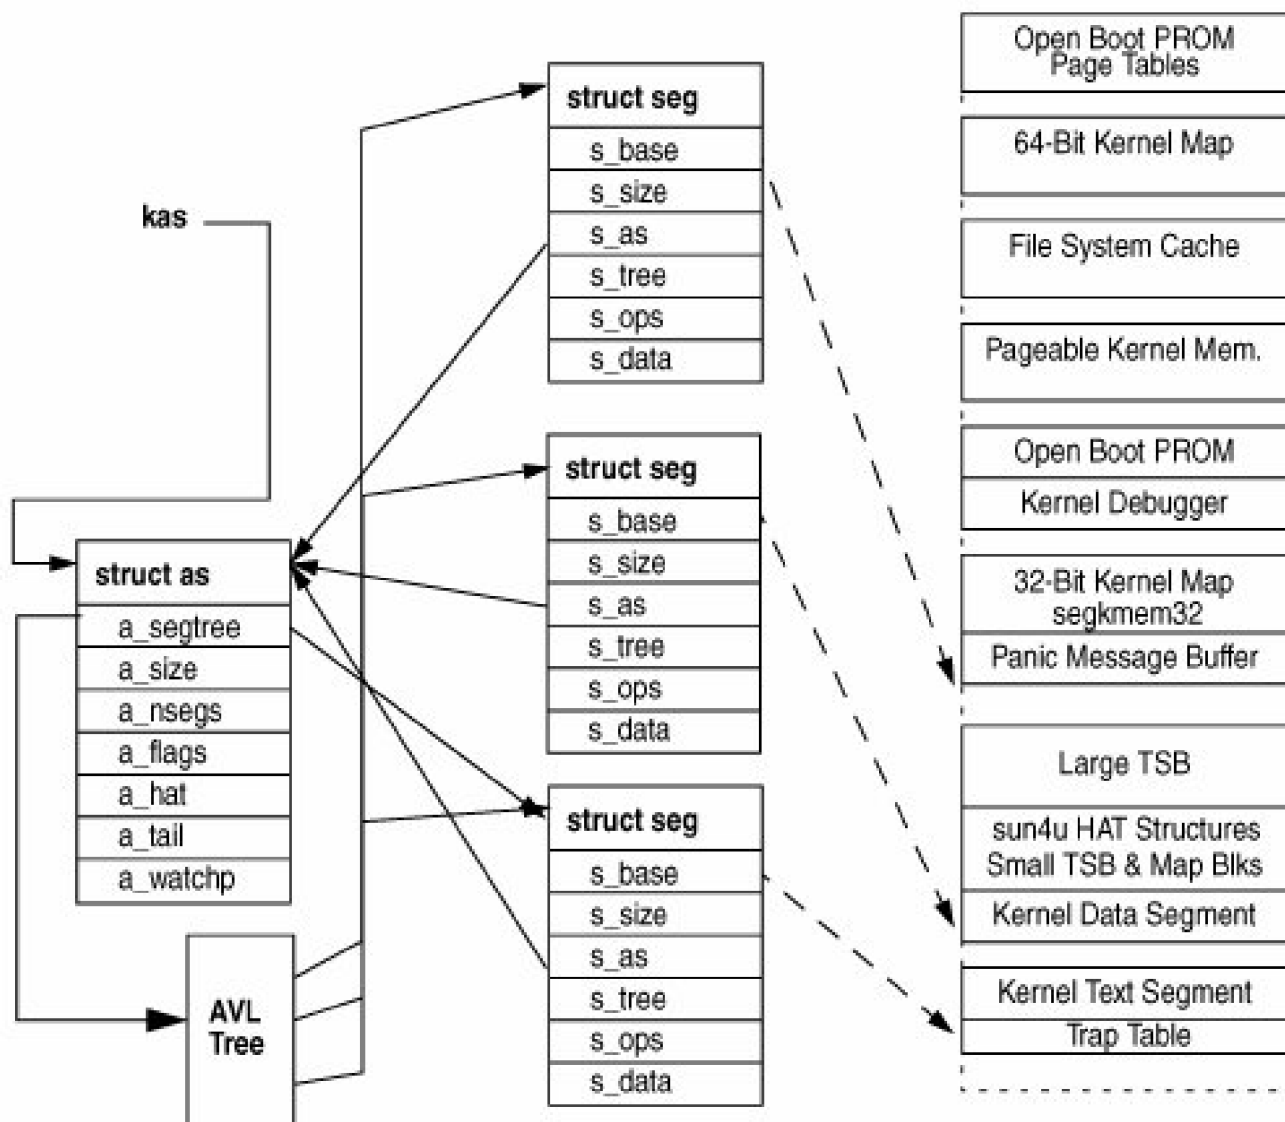 kas
struct as
a_segtree
a_size
a_nsegs
a_flags
a_hat
a_tail
a_watchp
AVL
Tree
struct seg
s_base
s_size
s_as
s_tree
s_ops
s_data
struct seg
s_base
s_size
s_as
s_tree
s_ops
s_data
struct seg
s_base
s_size
s_as
s_tree
s_ops
s_data
Open Boot PROM
Page Tables
64-Bit Kernel Map
File System Cache
Pageable Kernel Mem.
Open Boot PROM
Kernel Debugger
32-Bit Kernel Map
segkmem32
Panic Message Buffer
Large TSB
sun4u HAT Structures
Small TSB & Map Blks
Kernel Data Segment
Kernel Text Segment
Trap Table